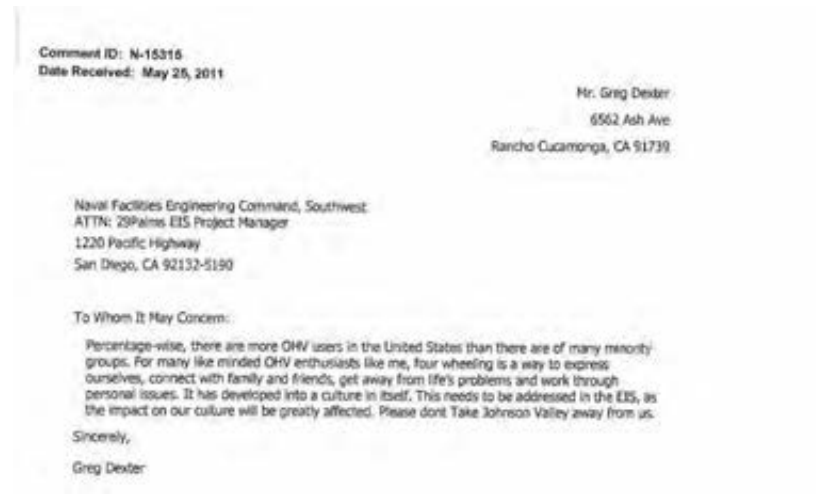 Comment ID: N-15315
Date Received: May 25, 2011
Mr. Greg Dexter
6562 Ash Ave
Rancho Cucamonga, CA 91739
Naval Facilities Engineering Command, Southwest
ATTN: 29Palms EIS Project Manager
1220 Pacific Highway
San Diego, CA 92132-5190
To Whom It May Concern:
Percentage-wise, there are more OHV users in the United States than there are of many minority
groups. For many like minded OHV enthusiasts like me, four wheeling is a way to express
ourselves, connect with family and friends, get away from life's problems and work through
personal issues. It has developed into a culture in itself. This needs to be addressed in the EIS, as
the impact on our culture will be greatly affected. Please dont Take Johnson Valley away from us.
Sincerely,
Greg Dexter